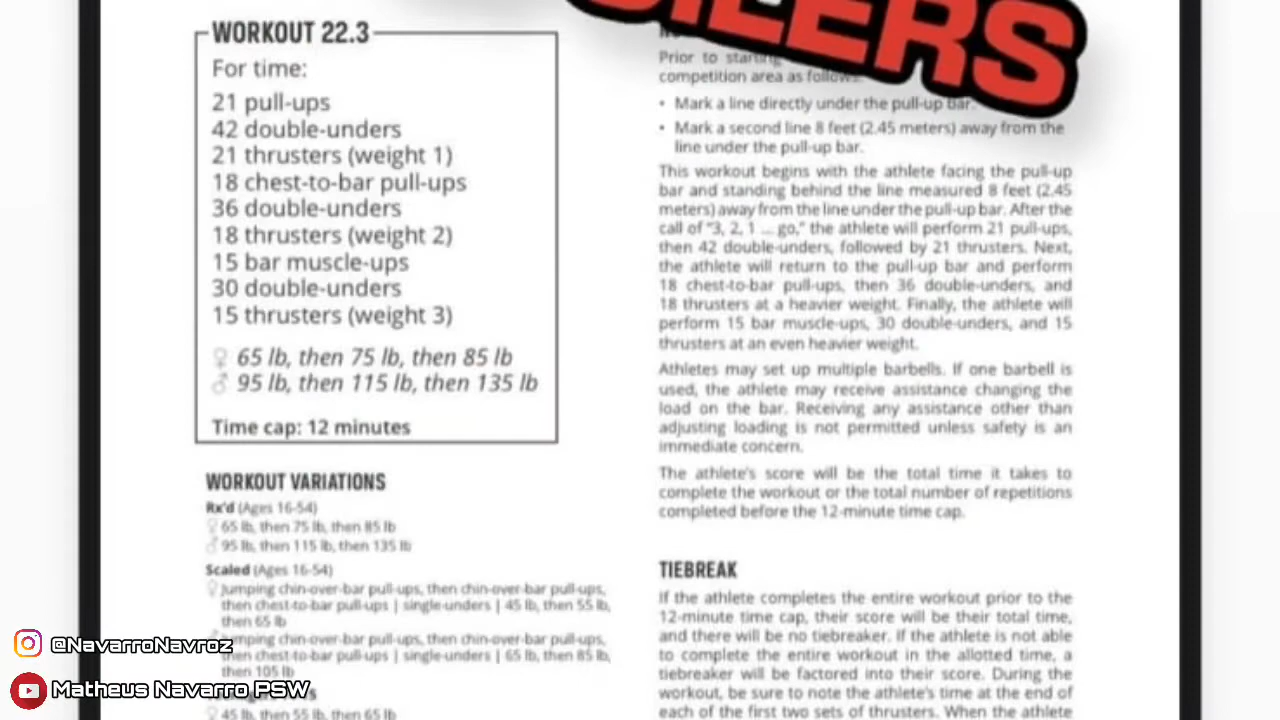 WORKOUT 22.3
For time:
21 pull-ups
42 double-unders
21 thrusters (weight 1)
18 chest-to-bar pull-ups
36 double-unders
18 thrusters (weight 2)
15 bar muscle-ups
30 double-unders
15 thrusters (weight 3)
♀ 65 lb, then 75 lb, then 85 lb
♂ 95 lb, then 115 lb, then 135 lb
Time cap: 12 minutes
WORKOUT VARIATIONS
Rx'd (Ages 16-54)
♀ 65 lb, then 75 lb, then 85 lb
♂ 95 lb, then 115 lb, then 135 lb
Scaled (Ages 16-54)
♀ Jumping chin-over-bar pull-ups, then chin-over-bar pull-ups,
then chest-to-bar pull-ups | single-unders | 45 lb, then 55 lb,
then 65 lb
Jumping chin-over-bar pull-ups, then chin-over-bar pull-ups,
then chest-to-bar pull-ups | single-unders | 65 lb, then 85 lb,
then 105 lb
♀ 45 lb, then 55 lb, then 65 lb
Prior to starting
competition area as follows:
• Mark a line directly under the pull-up bar.
• Mark a second line 8 feet (2.45 meters) away from the
line under the pull-up bar.
This workout begins with the athlete facing the pull-up
bar and standing behind the line measured 8 feet (2.45
meters) away from the line under the pull-up bar. After the
call of "3, 2, 1 ... go," the athlete will perform 21 pull-ups,
then 42 double-unders, followed by 21 thrusters. Next,
the athlete will return to the pull-up bar and perform
18 chest-to-bar pull-ups, then 36 double-unders, and
18 thrusters at a heavier weight. Finally, the athlete will
perform 15 bar muscle-ups, 30 double-unders, and 15
thrusters at an even heavier weight.
Athletes may set up multiple barbells. If one barbell is
used, the athlete may receive assistance changing the
load on the bar. Receiving any assistance other than
adjusting loading is not permitted unless safety is an
immediate concern.
The athlete's score will be the total time it takes to
complete the workout or the total number of repetitions
completed before the 12-minute time cap.
TIEBREAK
If the athlete completes the entire workout prior to the
12-minute time cap, their score will be their total time,
and there will be no tiebreaker. If the athlete is not able
to complete the entire workout in the allotted time, a
tiebreaker will be factored into their score. During the
workout, be sure to note the athlete's time at the end of
each of the first two sets of thrusters. When the athlete
@NavarroNavroz
Matheus Navarro PSW